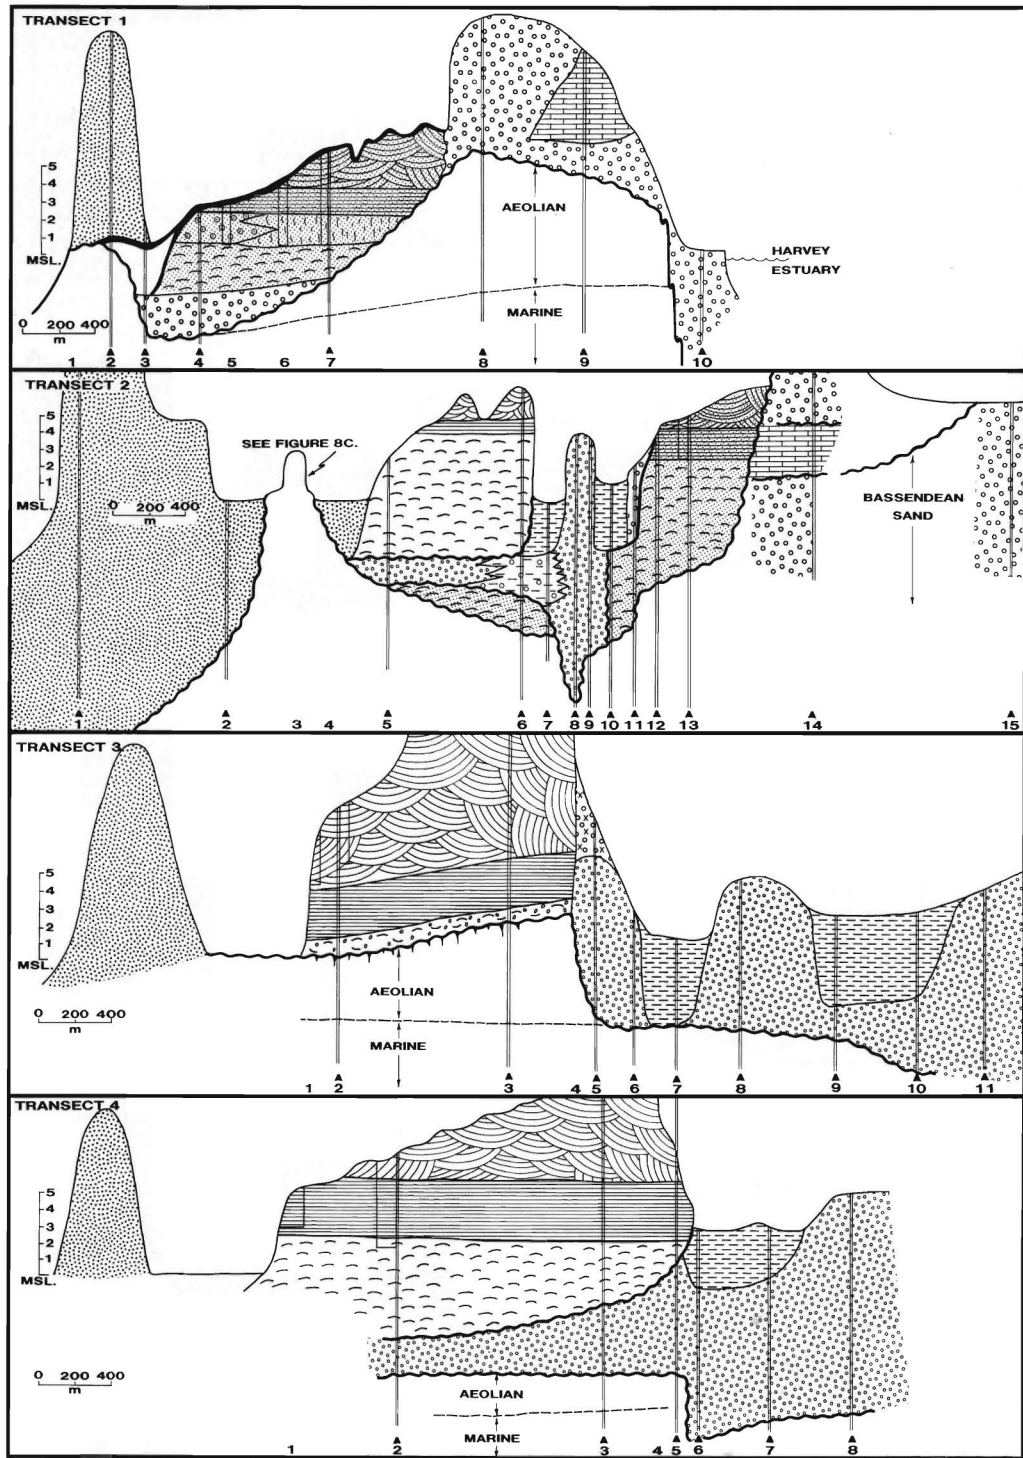 TRANSECT 1
5
4
3
2
1
MSL.
AEOLIAN
MARINE
HARVEY
ESTUARY
0 200 400
m
1 2 3 4 5 6 7 8 9 10
TRANSECT 2
5
4
3
2
1
MSL.
0 200 400
m
SEE FIGURE 8C.
BASSENDEAN
SAND
1 2 3 4 5 6 7 8 9 10 11 12 13 14 15
TRANSECT 3
5
4
3
2
1
MSL.
AEOLIAN
MARINE
0 200 400
m
1 2 3 4 5 6 7 8 9 10 11
TRANSECT 4
5
4
3
2
1
MSL.
0 200 400
m
AEOLIAN
MARINE
1 2 3 4 5 6 7 8